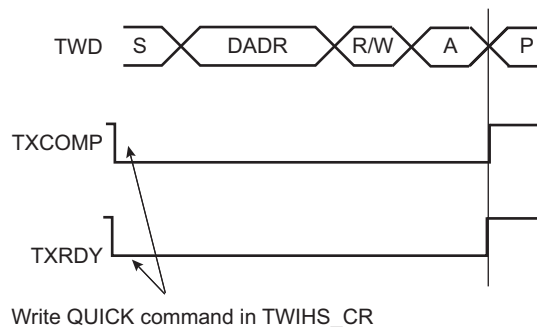 TWD S DADR R/W A P
TXCOMP
TXRDY
Write QUICK command in TWIHS_CR